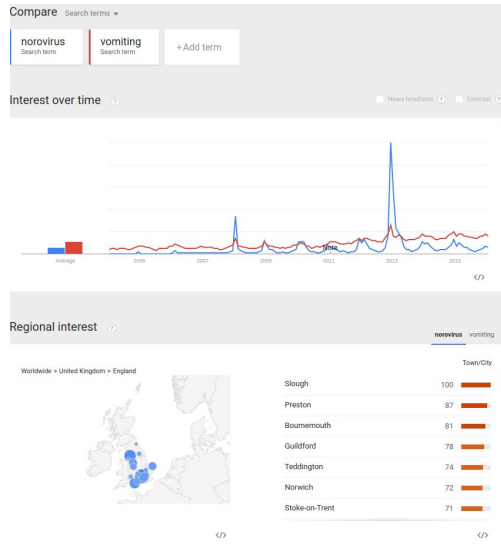 Compare Search terms
norovirus
Search term
vomiting
Search term
+Add term
Interest over time ?
News headlines ?
forecast ?
Note
Average
2005
2007
2009
2011
2013
2015
</>
Regional interest ?
norovirus vomiting
Town/City
Worldwide > United Kingdom > England
Slough 100
Preston 87
Bournemouth 81
Guildford 78
Teddington 74
Norwich 72
Stoke-on-Trent 71
</>
</>